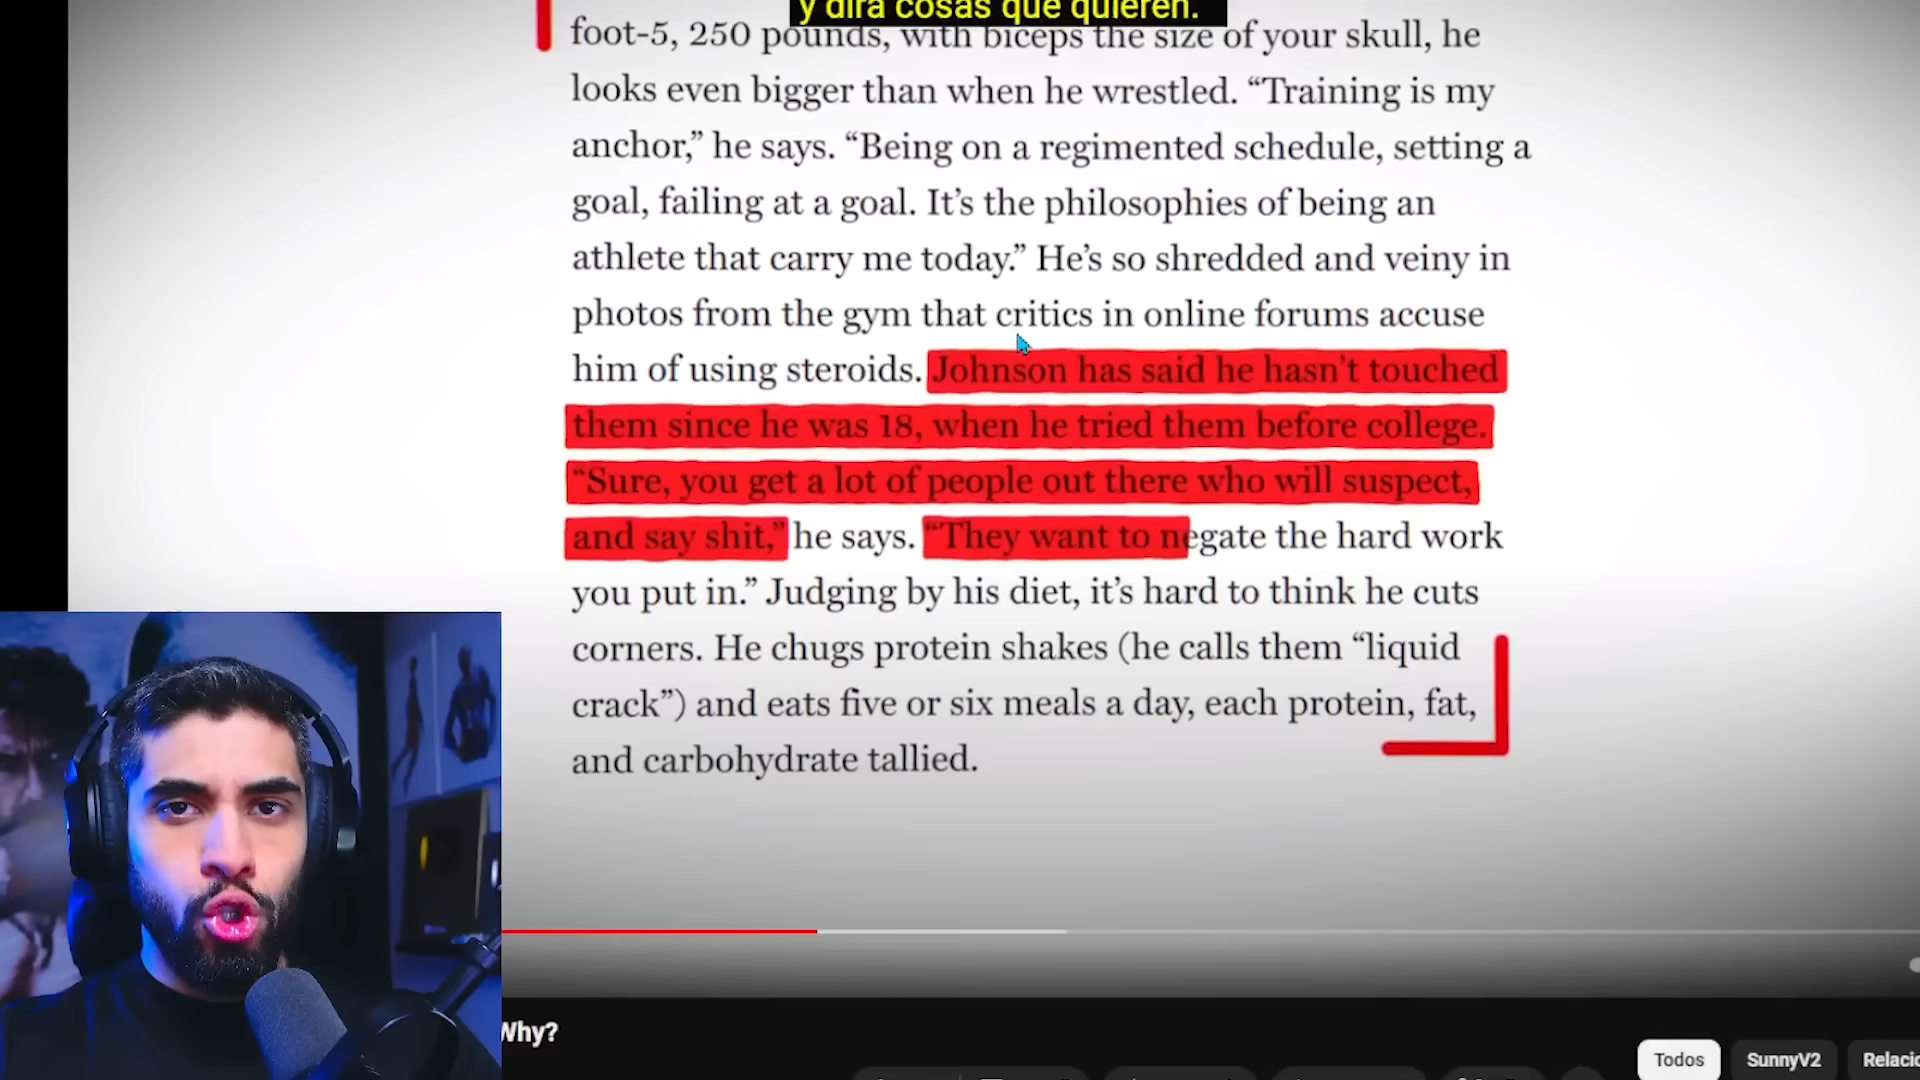 y dirá cosas que quieren.
foot-5, 250 pounds, with biceps the size of your skull, he
looks even bigger than when he wrestled. “Training is my
anchor,” he says. “Being on a regimented schedule, setting a
goal, failing at a goal. It’s the philosophies of being an
athlete that carry me today.” He’s so shredded and veiny in
photos from the gym that critics in online forums accuse
him of using steroids. Johnson has said he hasn’t touched
them since he was 18, when he tried them before college.
“Sure, you get a lot of people out there who will suspect,
and say shit,” he says. “They want to negate the hard work
you put in.” Judging by his diet, it’s hard to think he cuts
corners. He chugs protein shakes (he calls them “liquid
crack”) and eats five or six meals a day, each protein, fat,
and carbohydrate tallied.
Why?
Todos SunnyV2 Relacio